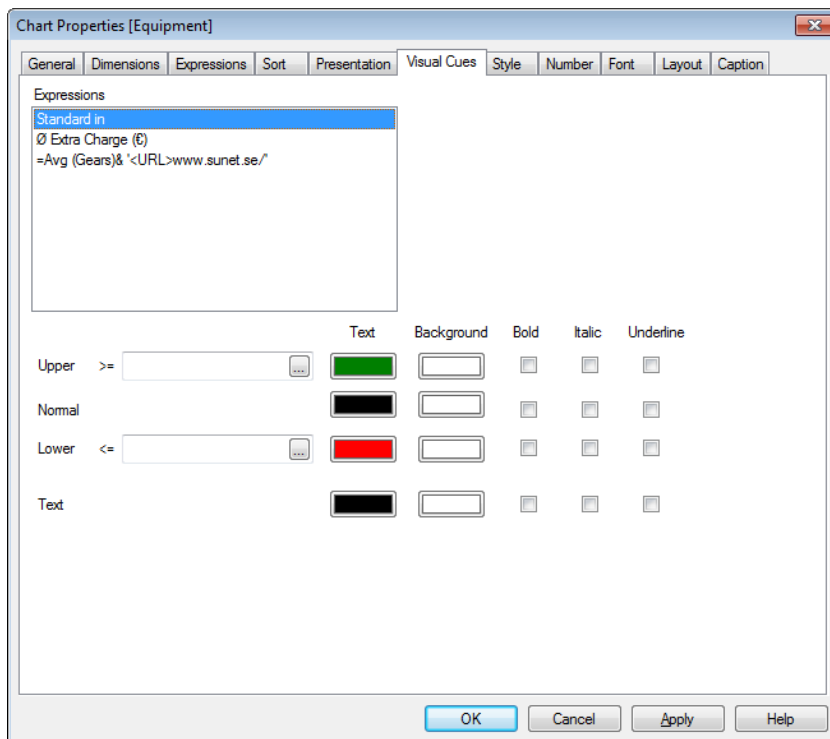 Chart Properties [Equipment]
General Dimensions Expressions Sort Presentation Visual Cues Style Number Font Layout Caption
Expressions
Standard in
Ø Extra Charge (€)
=Avg (Gears)& '<URL>www.sunet.se/'
Text Background Bold Italic Underline
Upper >= ...
Normal
Lower <= ...
Text
OK Cancel Apply Help